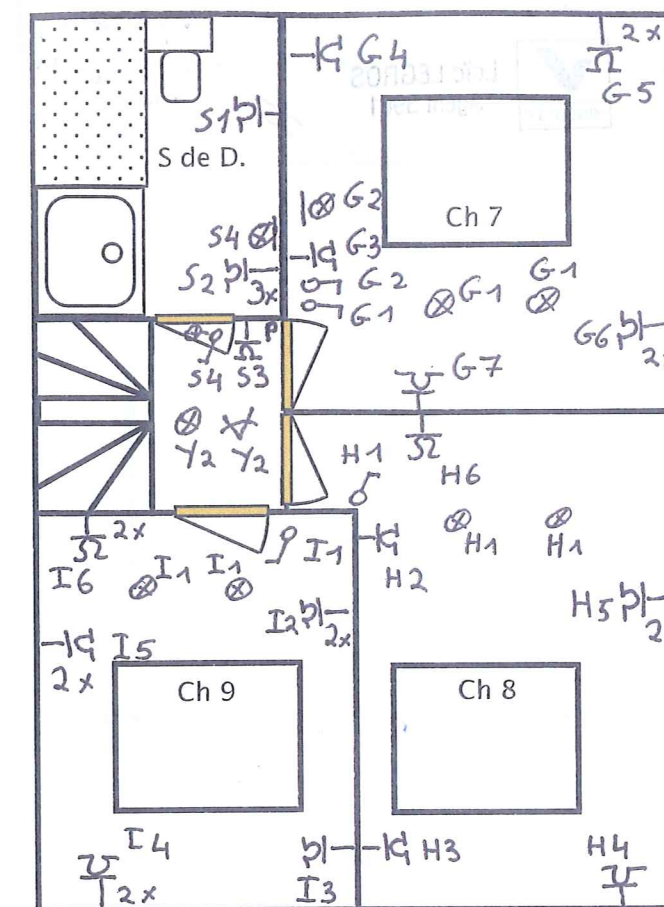 G4
2x
G5
S1
S de D.
G2
Ch 7
S4
G3
S2
3x
G2
G1
G1
G1
G6
S4
S3
P
G7
Y2
Y2
H1
H6
2x
I6
I1
I1
I1
H2
H1
H1
I2
2x
H5
2
I5
2x
Ch 9
Ch 8
I4
2x
I3
H3
H4